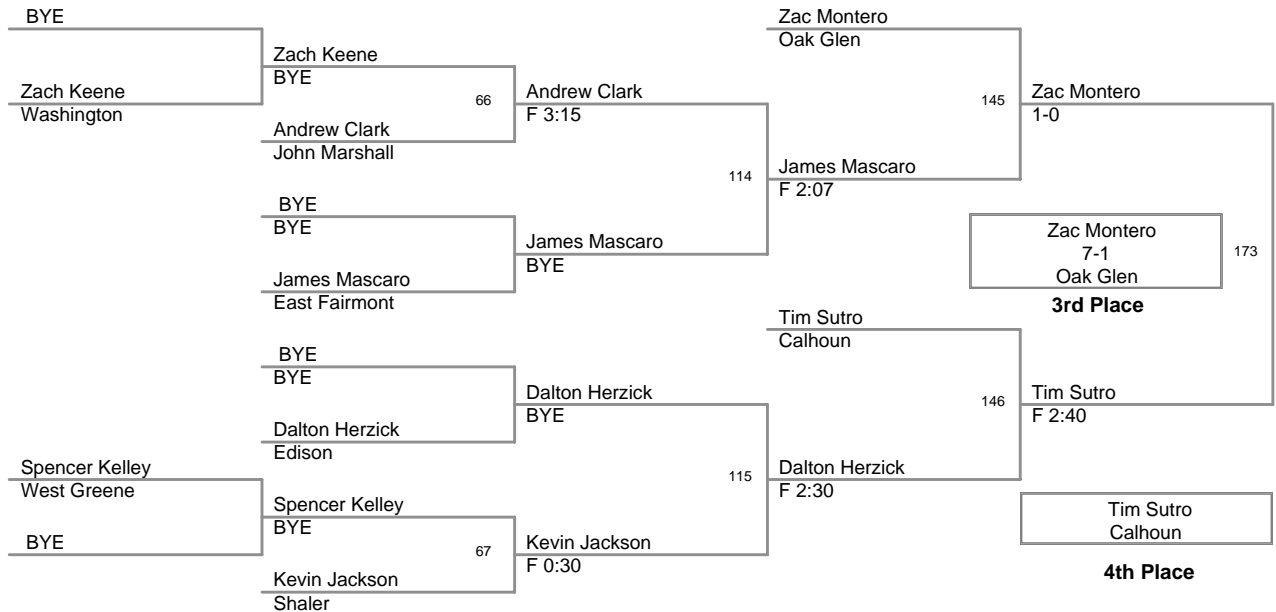 BYE
Zach Keene
Washington
Spencer Kelley
West Greene
BYE
Zach Keene
BYE
66
Andrew Clark
John Marshall
BYE
BYE
James Mascaro
East Fairmont
BYE
BYE
Dalton Herzick
Edison
Spencer Kelley
BYE
67
Kevin Jackson
Shaler
Andrew Clark
F 3:15
114
James Mascaro
BYE
Dalton Herzick
BYE
115
Kevin Jackson
F 0:30
Zac Montero
Oak Glen
145
James Mascaro
F 2:07
Tim Sutro
Calhoun
146
Dalton Herzick
F 2:30
Zac Montero
1-0
173
Tim Sutro
F 2:40
Zac Montero
7-1
Oak Glen
3rd Place
Tim Sutro
Calhoun
4th Place